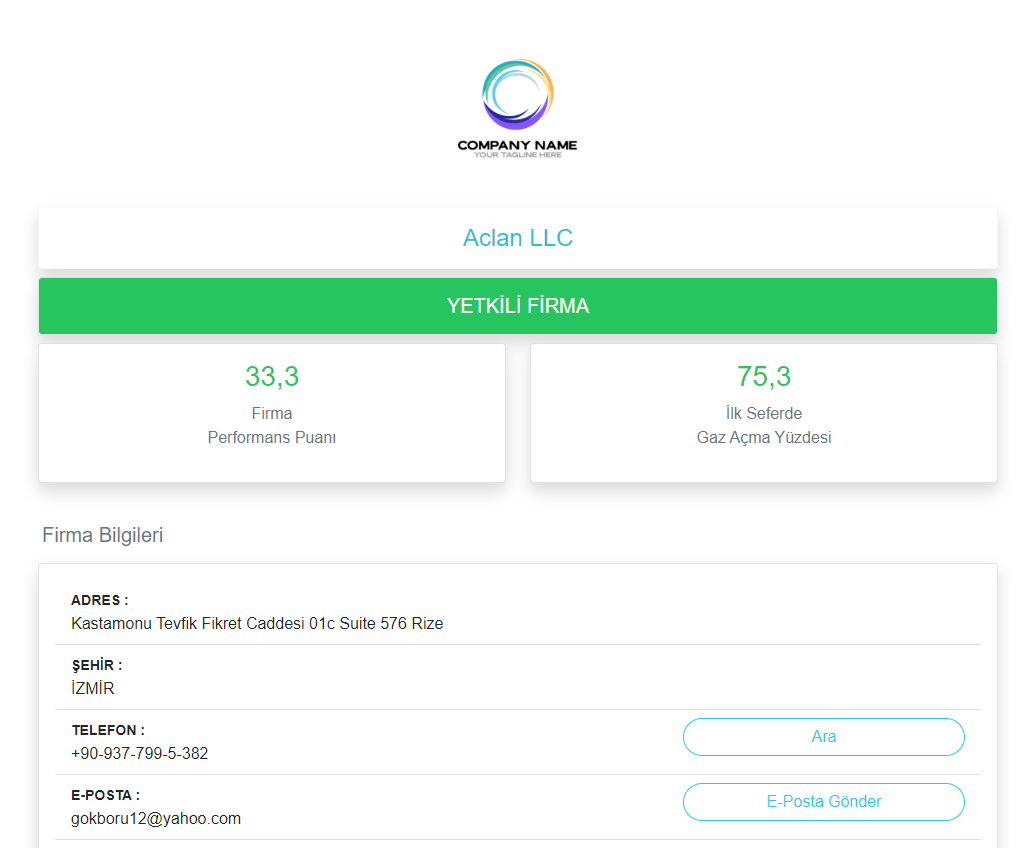 COMPANY NAME
YOUR TAGLINE HERE
Aclan LLC
YETKİLİ FİRMA
33,3
Firma
Performans Puanı
75,3
İlk Seferde
Gaz Açma Yüzdesi
Firma Bilgileri
ADRES :
Kastamonu Tevfik Fikret Caddesi 01c Suite 576 Rize
ŞEHİR :
İZMİR
TELEFON :
+90-937-799-5-382
Ara
E-POSTA :
gokboru12@yahoo.com
E-Posta Gönder